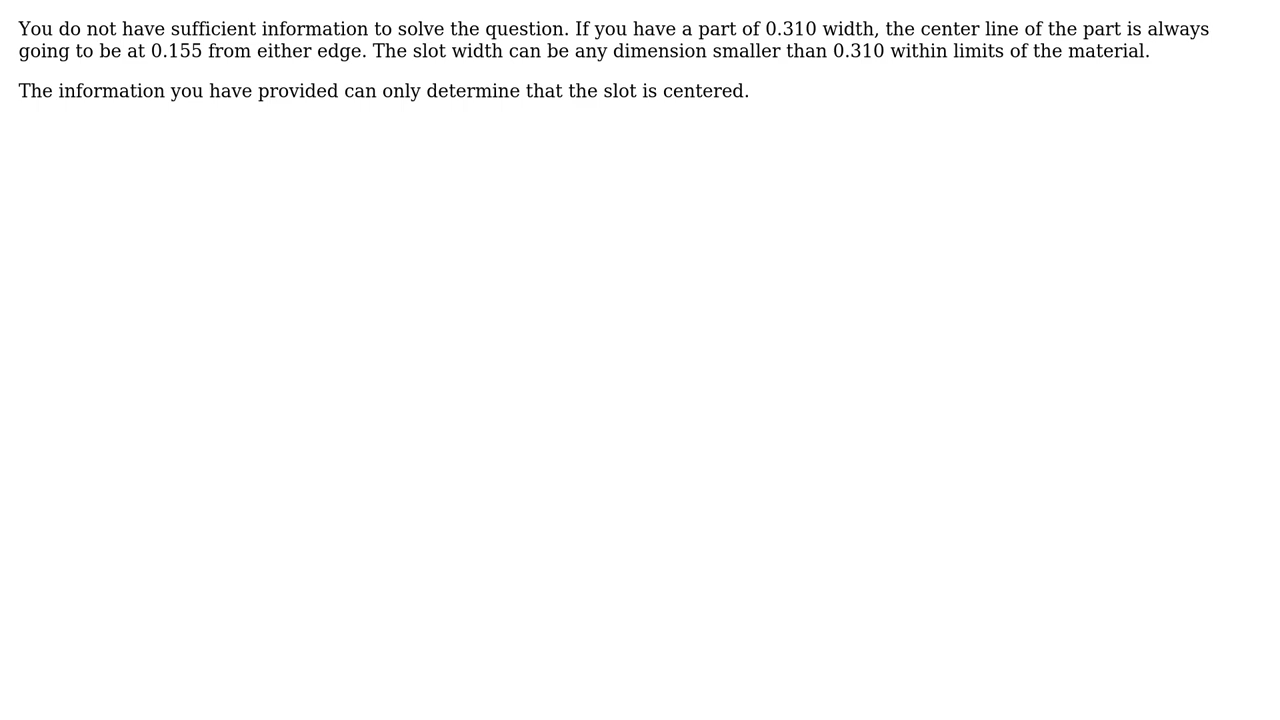 You do not have sufficient information to solve the question. If you have a part of 0.310 width, the center line of the part is always
going to be at 0.155 from either edge. The slot width can be any dimension smaller than 0.310 within limits of the material.
The information you have provided can only determine that the slot is centered.